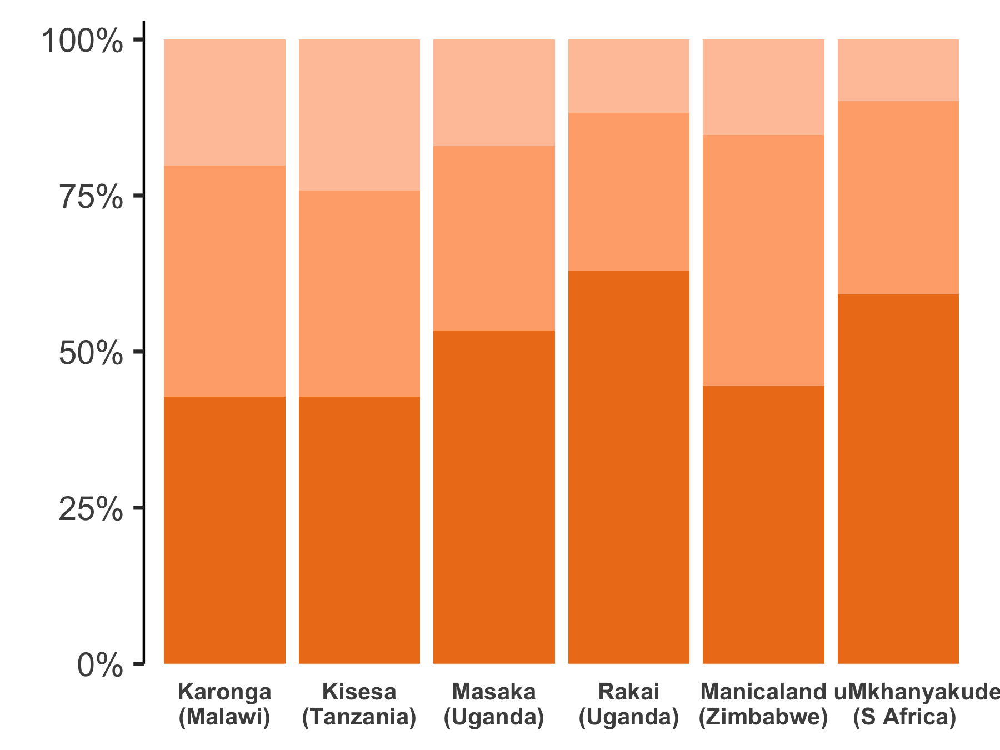 100%
75%
50%
25%
0%
Karonga
(Malawi)
Kisesa
(Tanzania)
Masaka
(Uganda)
Rakai
(Uganda)
Manicaland
(Zimbabwe)
uMkhanyakude
(S Africa)